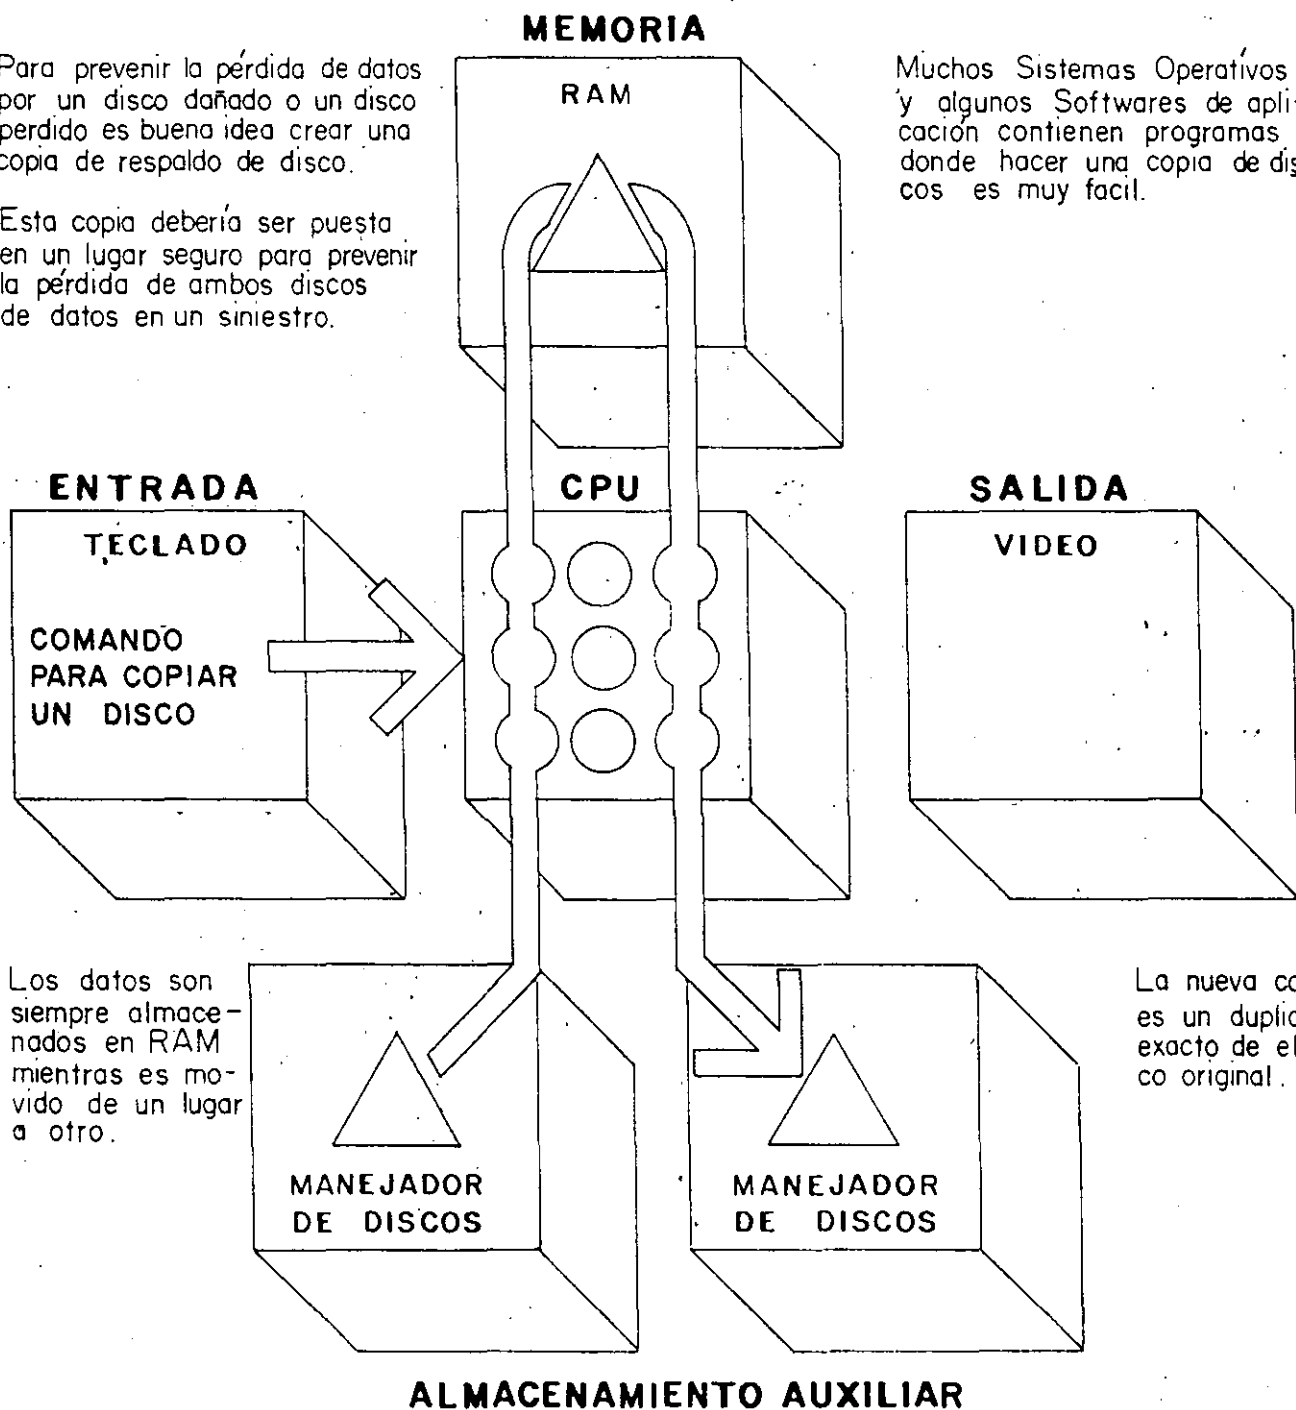 MEMORIA
Para prevenir la pérdida de datos
por un disco dañado o un disco
perdido es buena idea crear una
copia de respaldo de disco.
Esta copia debería ser puesta
en un lugar seguro para prevenir
la pérdida de ambos discos
de datos en un siniestro.
RAM
Muchos Sistemas Operatívos
y algunos Softwares de apli-
cación contienen programas
donde hacer una copia de dis
cos es muy facil.
ENTRADA
TECLADO
COMANDO
PARA COPIAR
UN DISCO
CPU
SALIDA
VIDEO
Los datos son
siempre almace-
nados en RAM
mientras es mo-
vido de un lugar
a otro.
MANEJADOR
DE DISCOS
MANEJADOR
DE DISCOS
La nueva
es un
exacto de el
co original.
ALMACENAMIENTO AUXILIAR